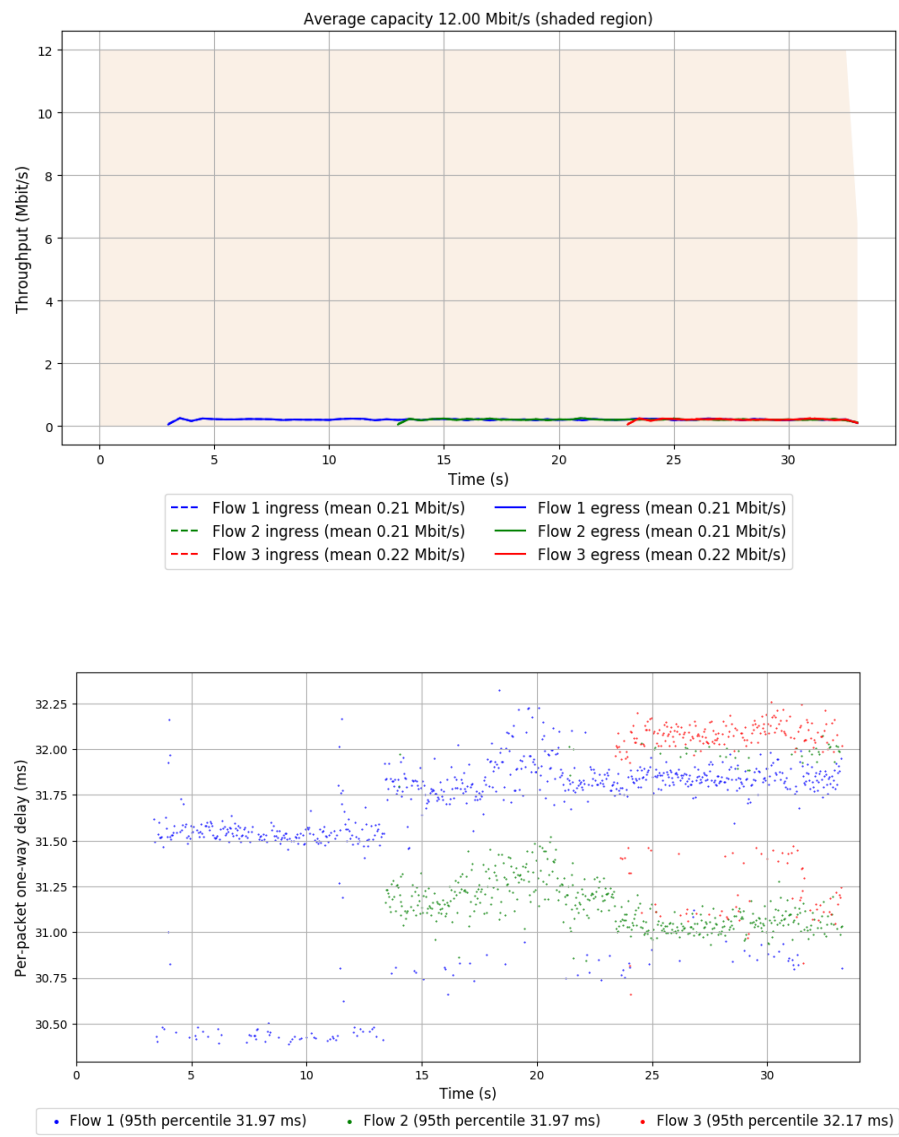 Average capacity 12.00 Mbit/s (shaded region)
Throughput (Mbit/s)
12
10
8
6
4
2
0
0 5 10 15 20 25 30
Time (s)
Flow 1 ingress (mean 0.21 Mbit/s) Flow 1 egress (mean 0.21 Mbit/s)
Flow 2 ingress (mean 0.21 Mbit/s) Flow 2 egress (mean 0.21 Mbit/s)
Flow 3 ingress (mean 0.22 Mbit/s) Flow 3 egress (mean 0.22 Mbit/s)
Per-packet one-way delay (ms)
32.25
32.00
31.75
31.50
31.25
31.00
30.75
30.50
0 5 10 15 20 25 30
Time (s)
Flow 1 (95th percentile 31.97 ms) Flow 2 (95th percentile 31.97 ms) Flow 3 (95th percentile 32.17 ms)